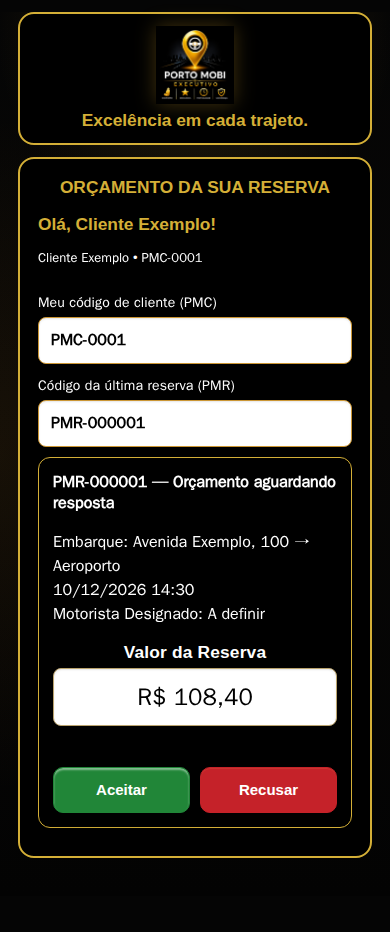 PORTO MOBI
EXECUTIVO
Excelência em cada trajeto.
ORÇAMENTO DA SUA RESERVA
Olá, Cliente Exemplo!
Cliente Exemplo • PMC-0001
Meu código de cliente (PMC)
PMC-0001
Código da última reserva (PMR)
PMR-000001
PMR-000001 — Orçamento aguardando
resposta
Embarque: Avenida Exemplo, 100 →
Aeroporto
10/12/2026 14:30
Motorista Designado: A definir
Valor da Reserva
R$ 108,40
Aceitar
Recusar